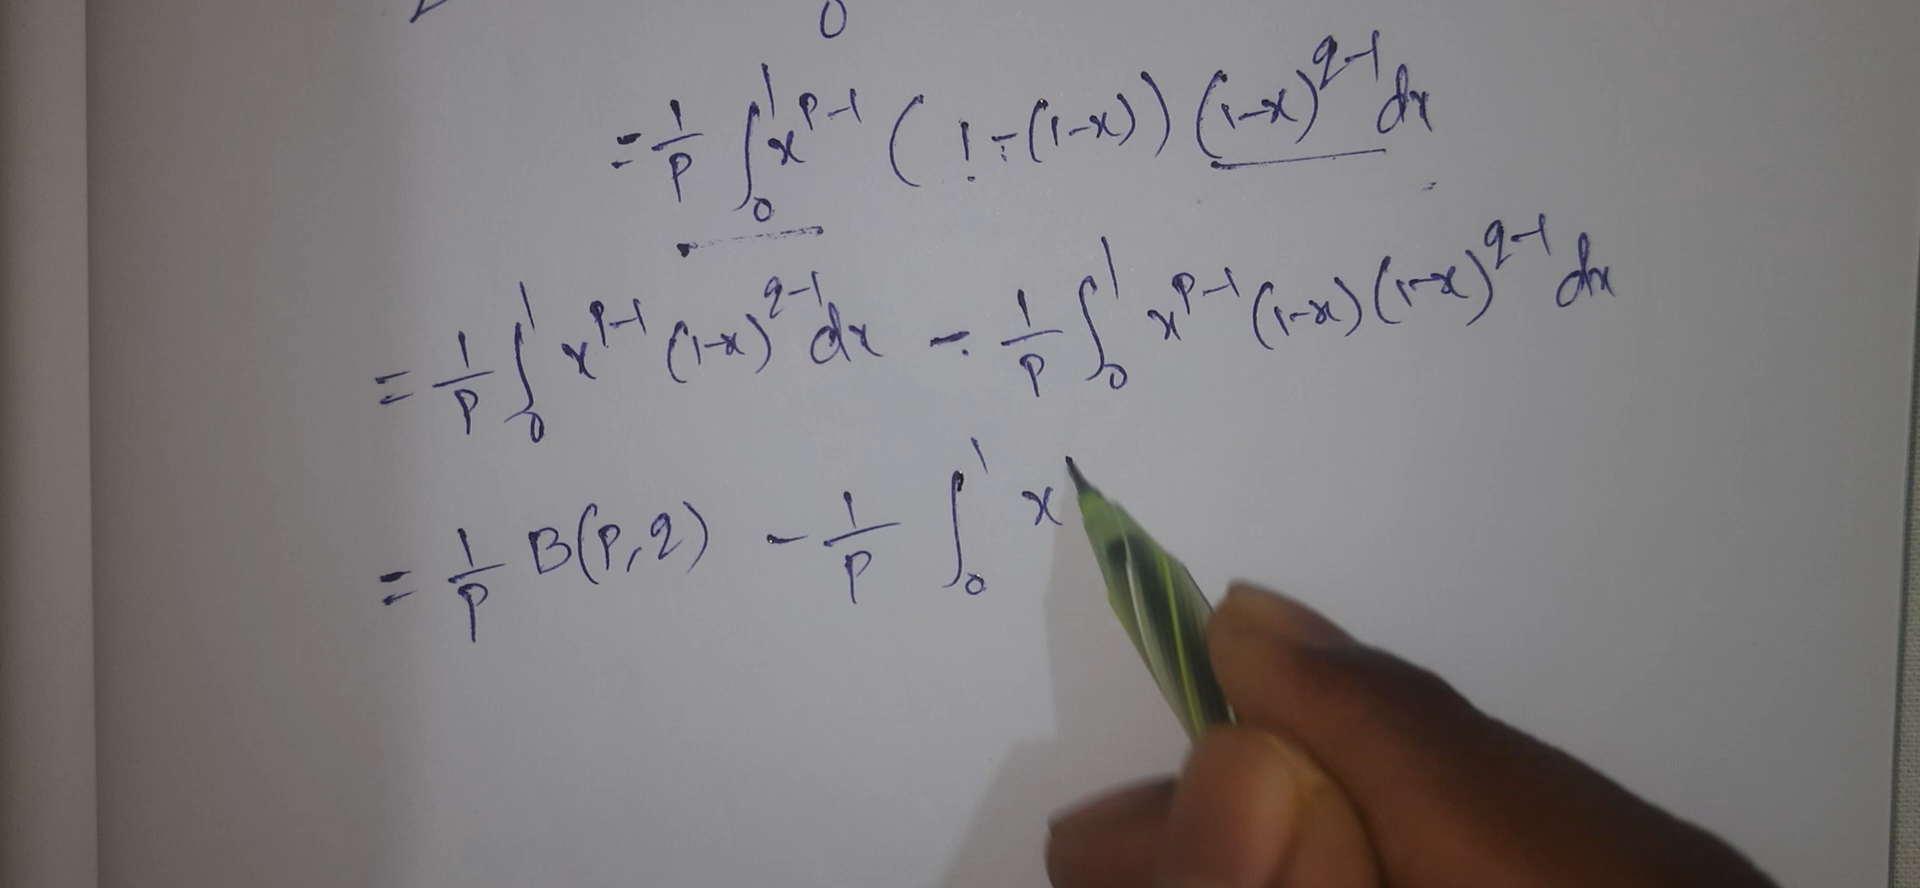 0
= 1/p ∫₀¹ x^(p-1) (1-(1-x)) (1-x)^(q-1) dx
= 1/p ∫₀¹ x^(p-1) (1-x)^(q-1) dx - 1/p ∫₀¹ x^(p-1) (1-x) (1-x)^(q-1) dx
= 1/p B(p,q) - 1/p ∫₀¹ x